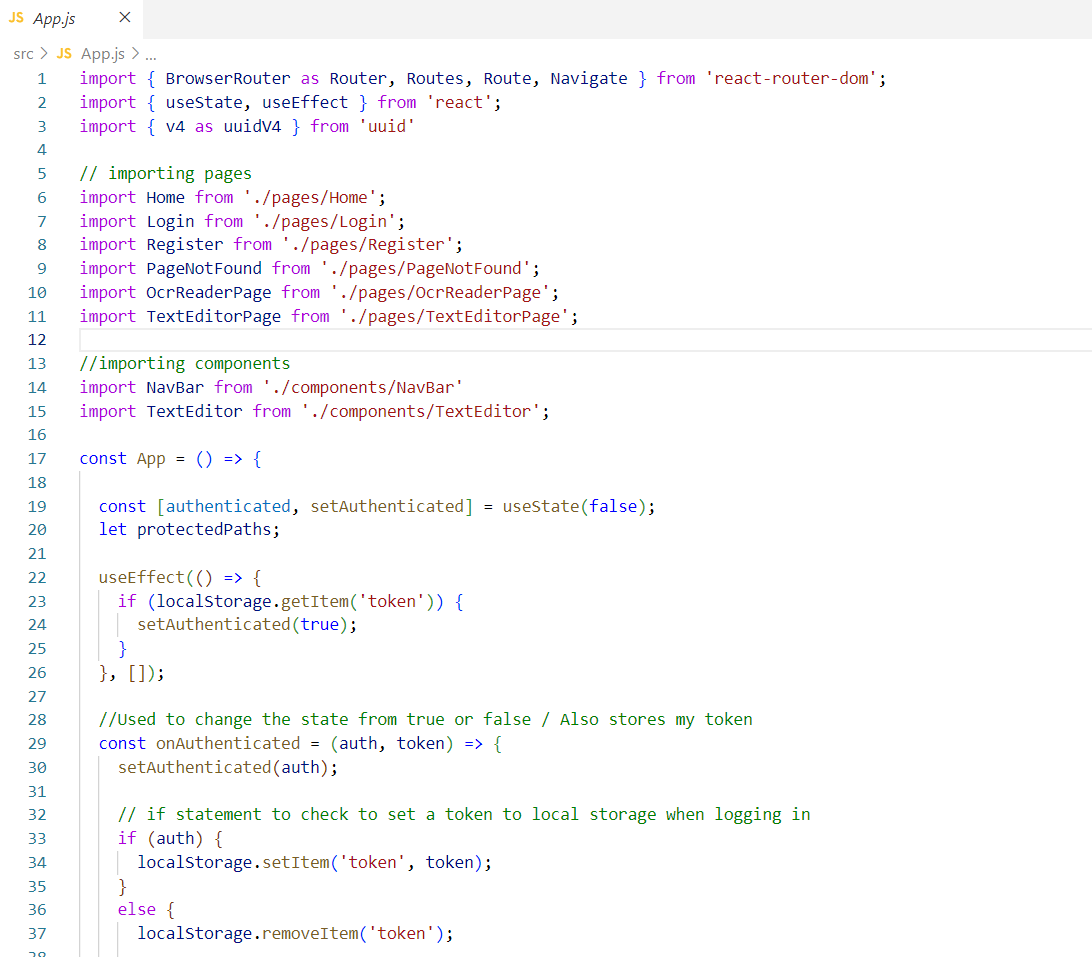 JS App.js ×
src > JS App.js > ...
1 import { BrowserRouter as Router, Routes, Route, Navigate } from 'react-router-dom';
2 import { useState, useEffect } from 'react';
3 import { v4 as uuidV4 } from 'uuid'
4
5 // importing pages
6 import Home from './pages/Home';
7 import Login from './pages/Login';
8 import Register from './pages/Register';
9 import PageNotFound from './pages/PageNotFound';
10 import OcrReaderPage from './pages/OcrReaderPage';
11 import TextEditorPage from './pages/TextEditorPage';
12
13 //importing components
14 import NavBar from './components/NavBar'
15 import TextEditor from './components/TextEditor';
16
17 const App = () => {
18
19   const [authenticated, setAuthenticated] = useState(false);
20   let protectedPaths;
21
22   useEffect(() => {
23     if (localStorage.getItem('token')) {
24       setAuthenticated(true);
25     }
26   }, []);
27
28   //Used to change the state from true or false / Also stores my token
29   const onAuthenticated = (auth, token) => {
30     setAuthenticated(auth);
31
32     // if statement to check to set a token to local storage when logging in
33     if (auth) {
34       localStorage.setItem('token', token);
35     }
36     else {
37       localStorage.removeItem('token');
38